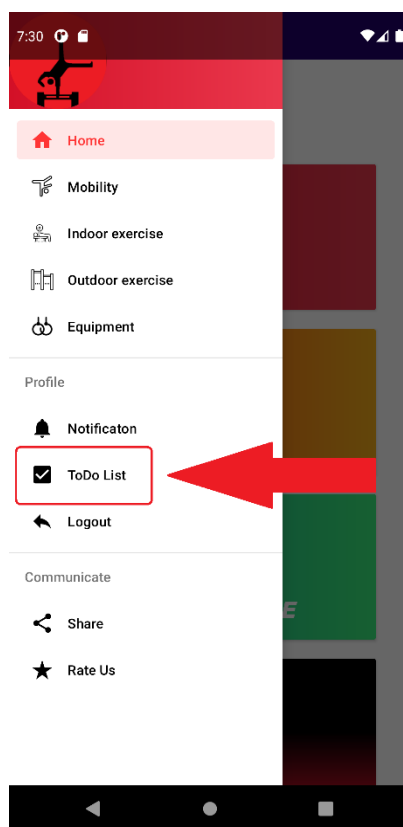 7:30
Home
Mobility
Indoor exercise
Outdoor exercise
Equipment
Profile
Notificaton
ToDo List
Logout
E
Communicate
Share
Rate Us